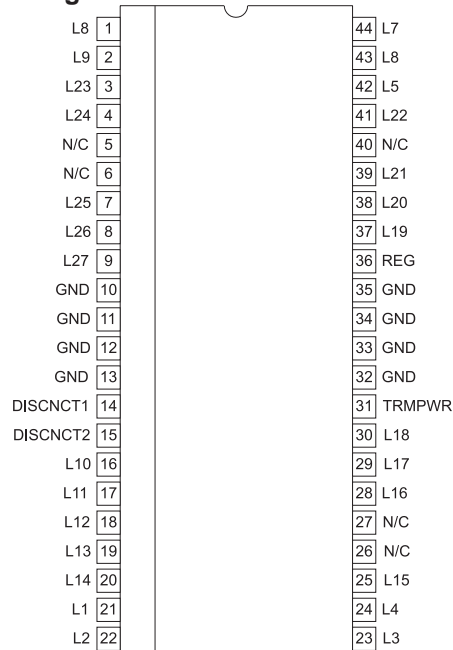 L8 1 44 L7
L9 2 43 L8
L23 3 42 L5
L24 4 41 L22
N/C 5 40 N/C
N/C 6 39 L21
L25 7 38 L20
L26 8 37 L19
L27 9 36 REG
GND 10 35 GND
GND 11 34 GND
GND 12 33 GND
GND 13 32 GND
DISCNCT1 14 31 TRMPWR
DISCNCT2 15 30 L18
L10 16 29 L17
L11 17 28 L16
L12 18 27 N/C
L13 19 26 N/C
L14 20 25 L15
L1 21 24 L4
L2 22 23 L3